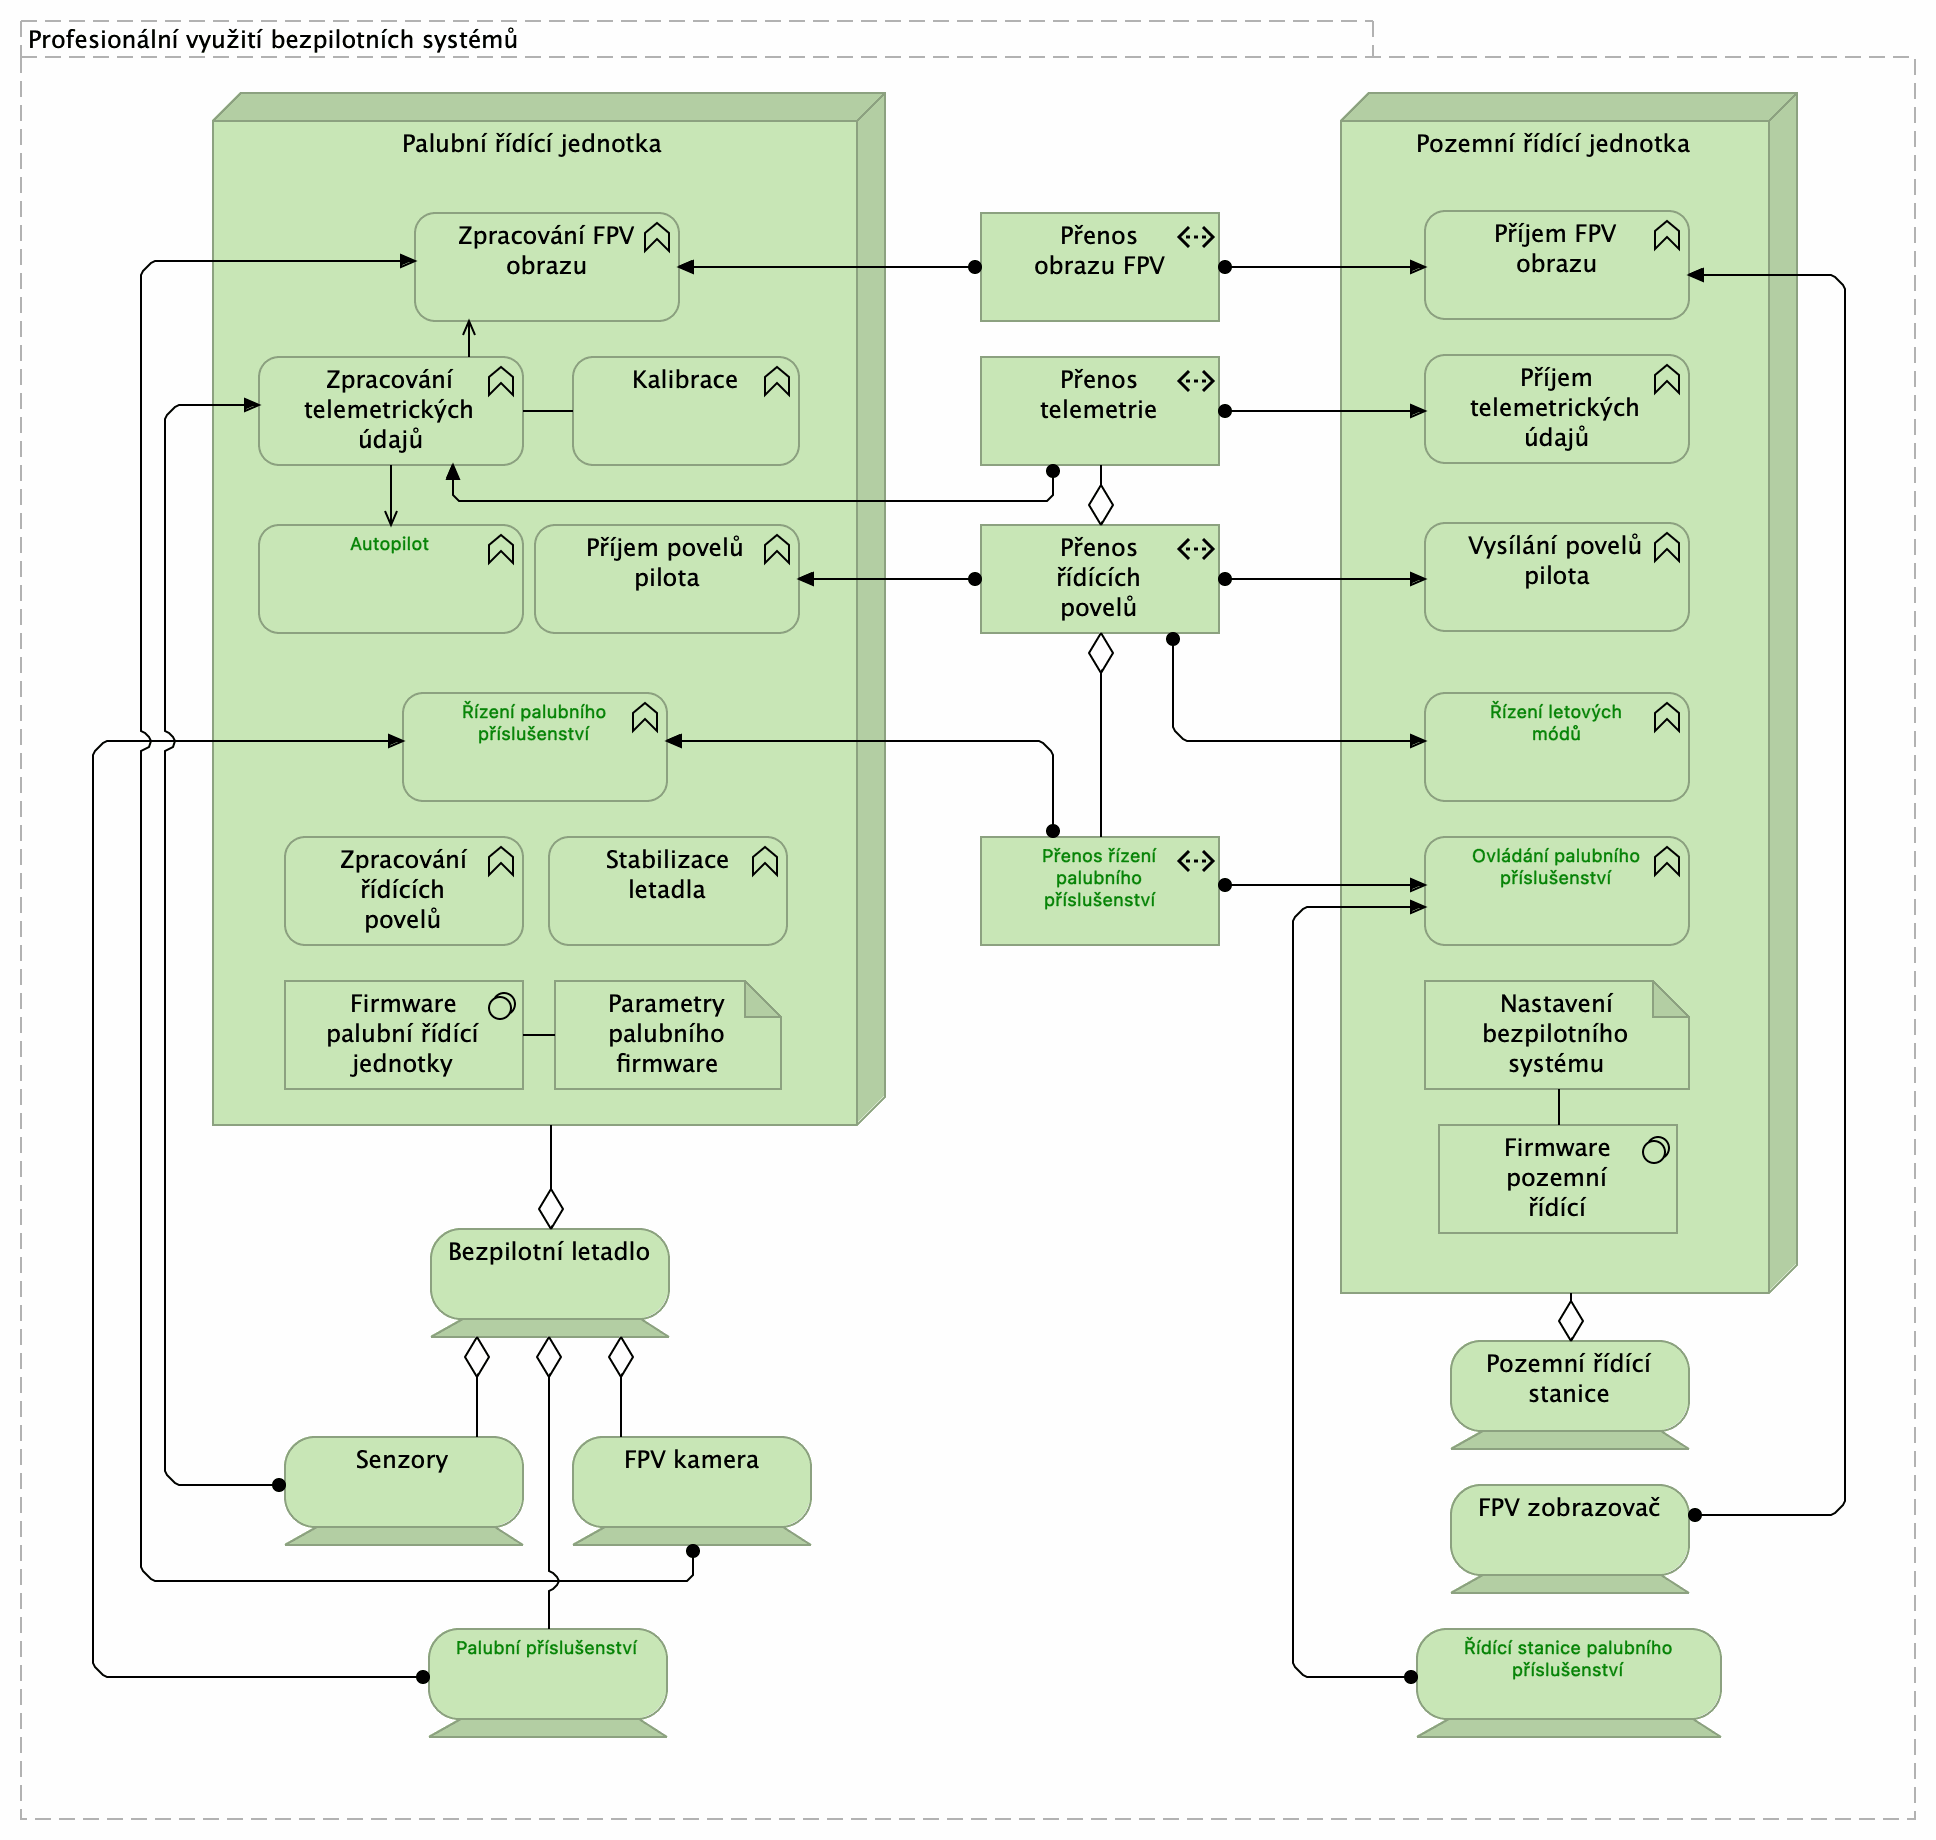 Profesionální využití bezpilotních systémů
Palubní řídící jednotka
Zpracování FPV
obrazu
Zpracování
telemetrických
údajů
Kalibrace
Autopilot
Příjem povelů
pilota
Řízení palubního
příslušenství
Zpracování
řídících
povelů
Stabilizace
letadla
Firmware
palubní řídící
jednotky
Parametry
palubního
firmware
Přenos
obrazu FPV
Přenos
telemetrie
Přenos
řídících
povelů
Přenos řízení
palubního
příslušenství
Pozemní řídící jednotka
Příjem FPV
obrazu
Příjem
telemetrických
údajů
Vysílání povelů
pilota
Řízení letových
módů
Ovládání palubního
příslušenství
Nastavení
bezpilotního
systému
Firmware
pozemní
řídící
Bezpilotní letadlo
Senzory
FPV kamera
Palubní příslušenství
Pozemní řídící
stanice
FPV zobrazovač
Řídící stanice palubního
příslušenství